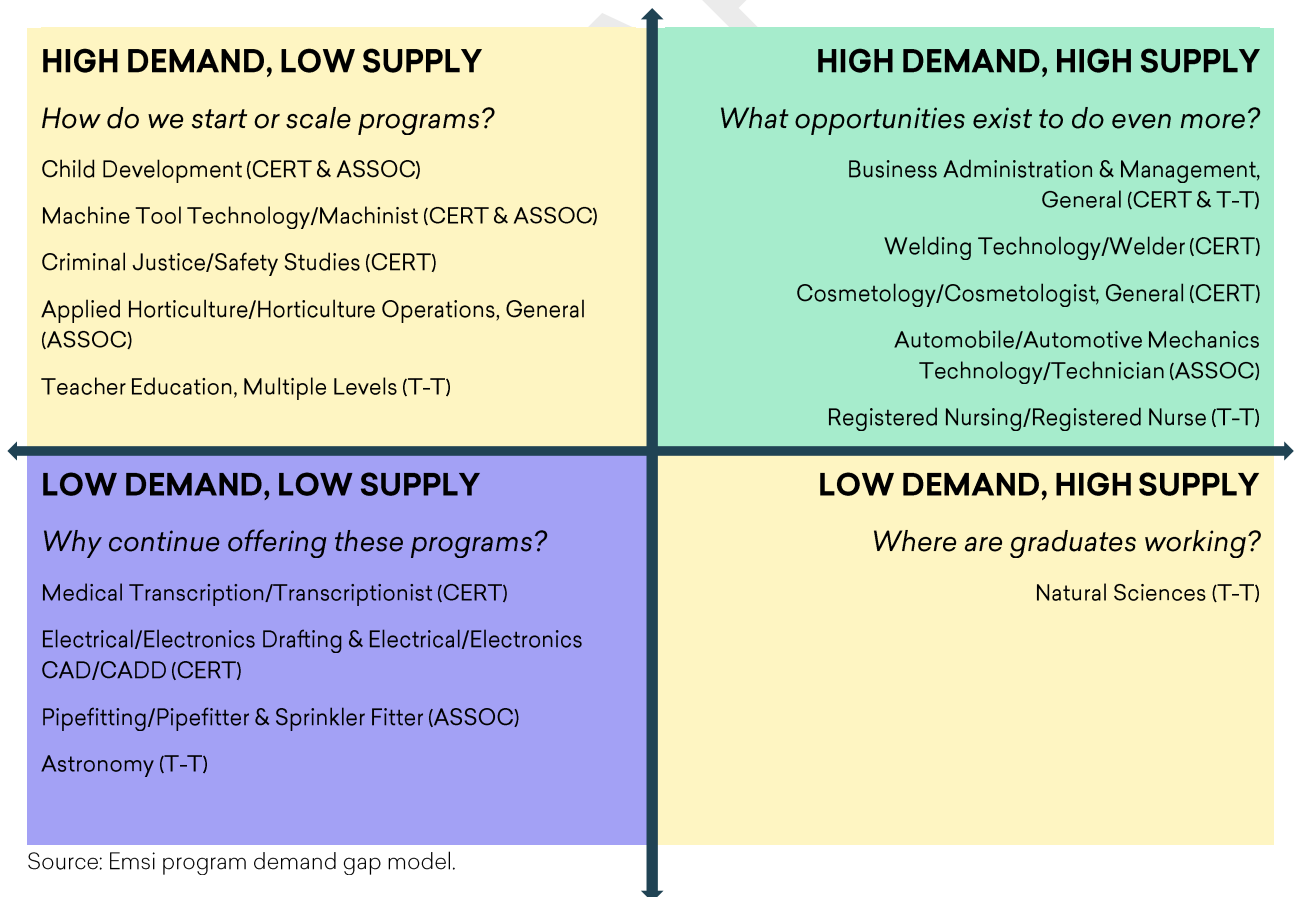 HIGH DEMAND, LOW SUPPLY
How do we start or scale programs?
Child Development (CERT & ASSOC)
Machine Tool Technology/Machinist (CERT & ASSOC)
Criminal Justice/Safety Studies (CERT)
Applied Horticulture/Horticulture Operations, General
(ASSOC)
Teacher Education, Multiple Levels (T-T)
HIGH DEMAND, HIGH SUPPLY
What opportunities exist to do even more?
Business Administration & Management,
General (CERT & T-T)
Welding Technology/Welder (CERT)
Cosmetology/Cosmetologist, General (CERT)
Automobile/Automotive Mechanics
Technology/Technician (ASSOC)
Registered Nursing/Registered Nurse (T-T)
LOW DEMAND, LOW SUPPLY
Why continue offering these programs?
Medical Transcription/Transcriptionist (CERT)
Electrical/Electronics Drafting & Electrical/Electronics
CAD/CADD (CERT)
Pipefitting/Pipefitter & Sprinkler Fitter (ASSOC)
Astronomy (T-T)
LOW DEMAND, HIGH SUPPLY
Where are graduates working?
Natural Sciences (T-T)
Source: Emsi program demand gap model.